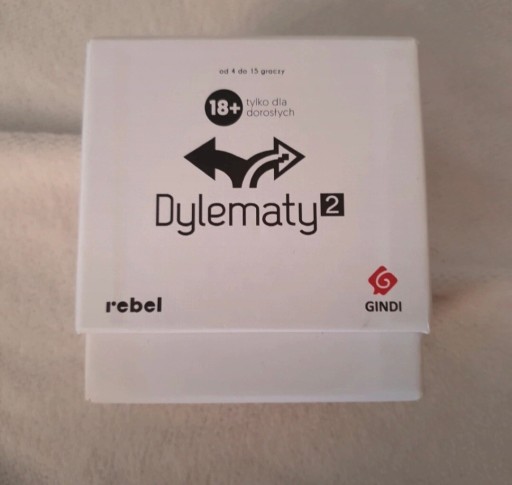 od 4 do 15 graczy
18+ tylko dla
dorosłych
Dylematy 2
rebel
GINDI